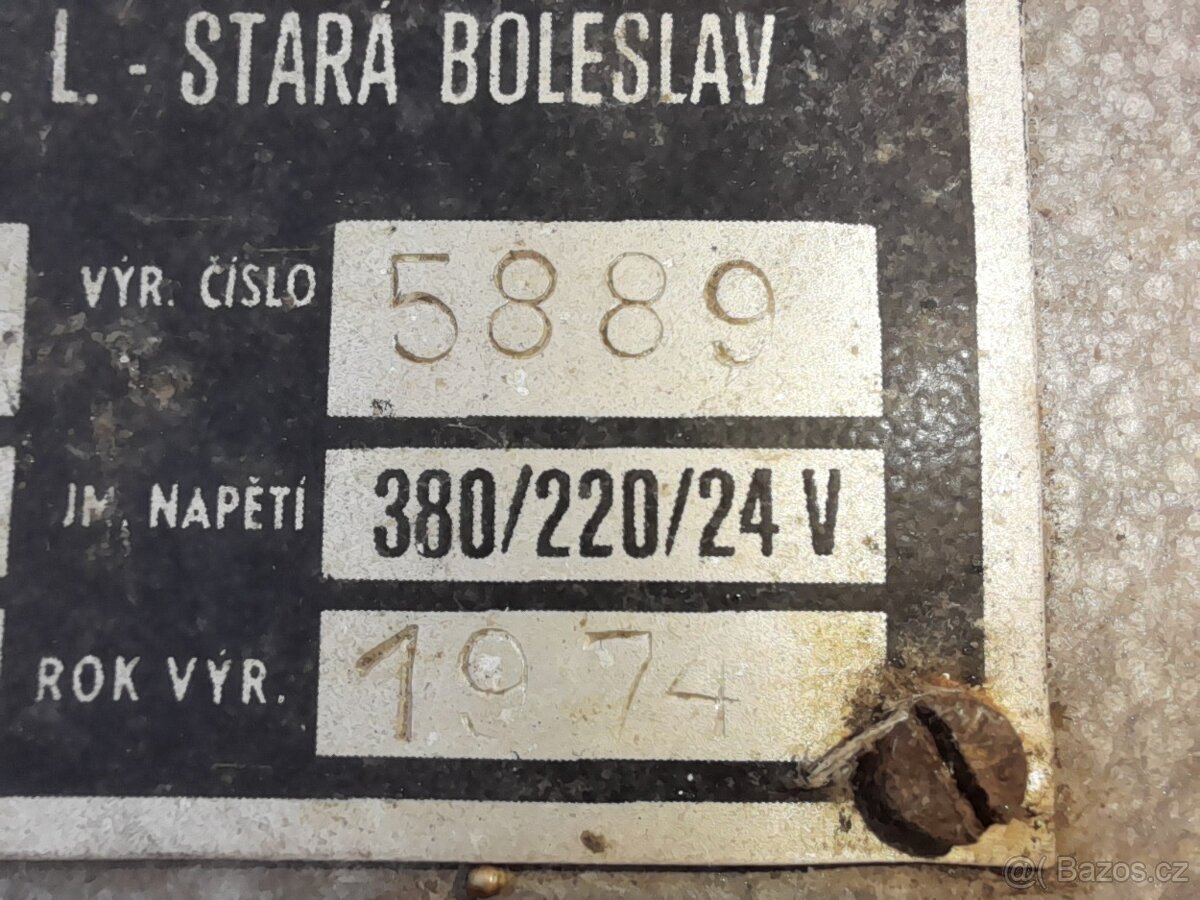 . L. - STARÁ BOLESLAV
VÝR. ČÍSLO 5889
JM. NAPĚTÍ 380/220/24 V
ROK VÝR. 1974
Bazos.cz